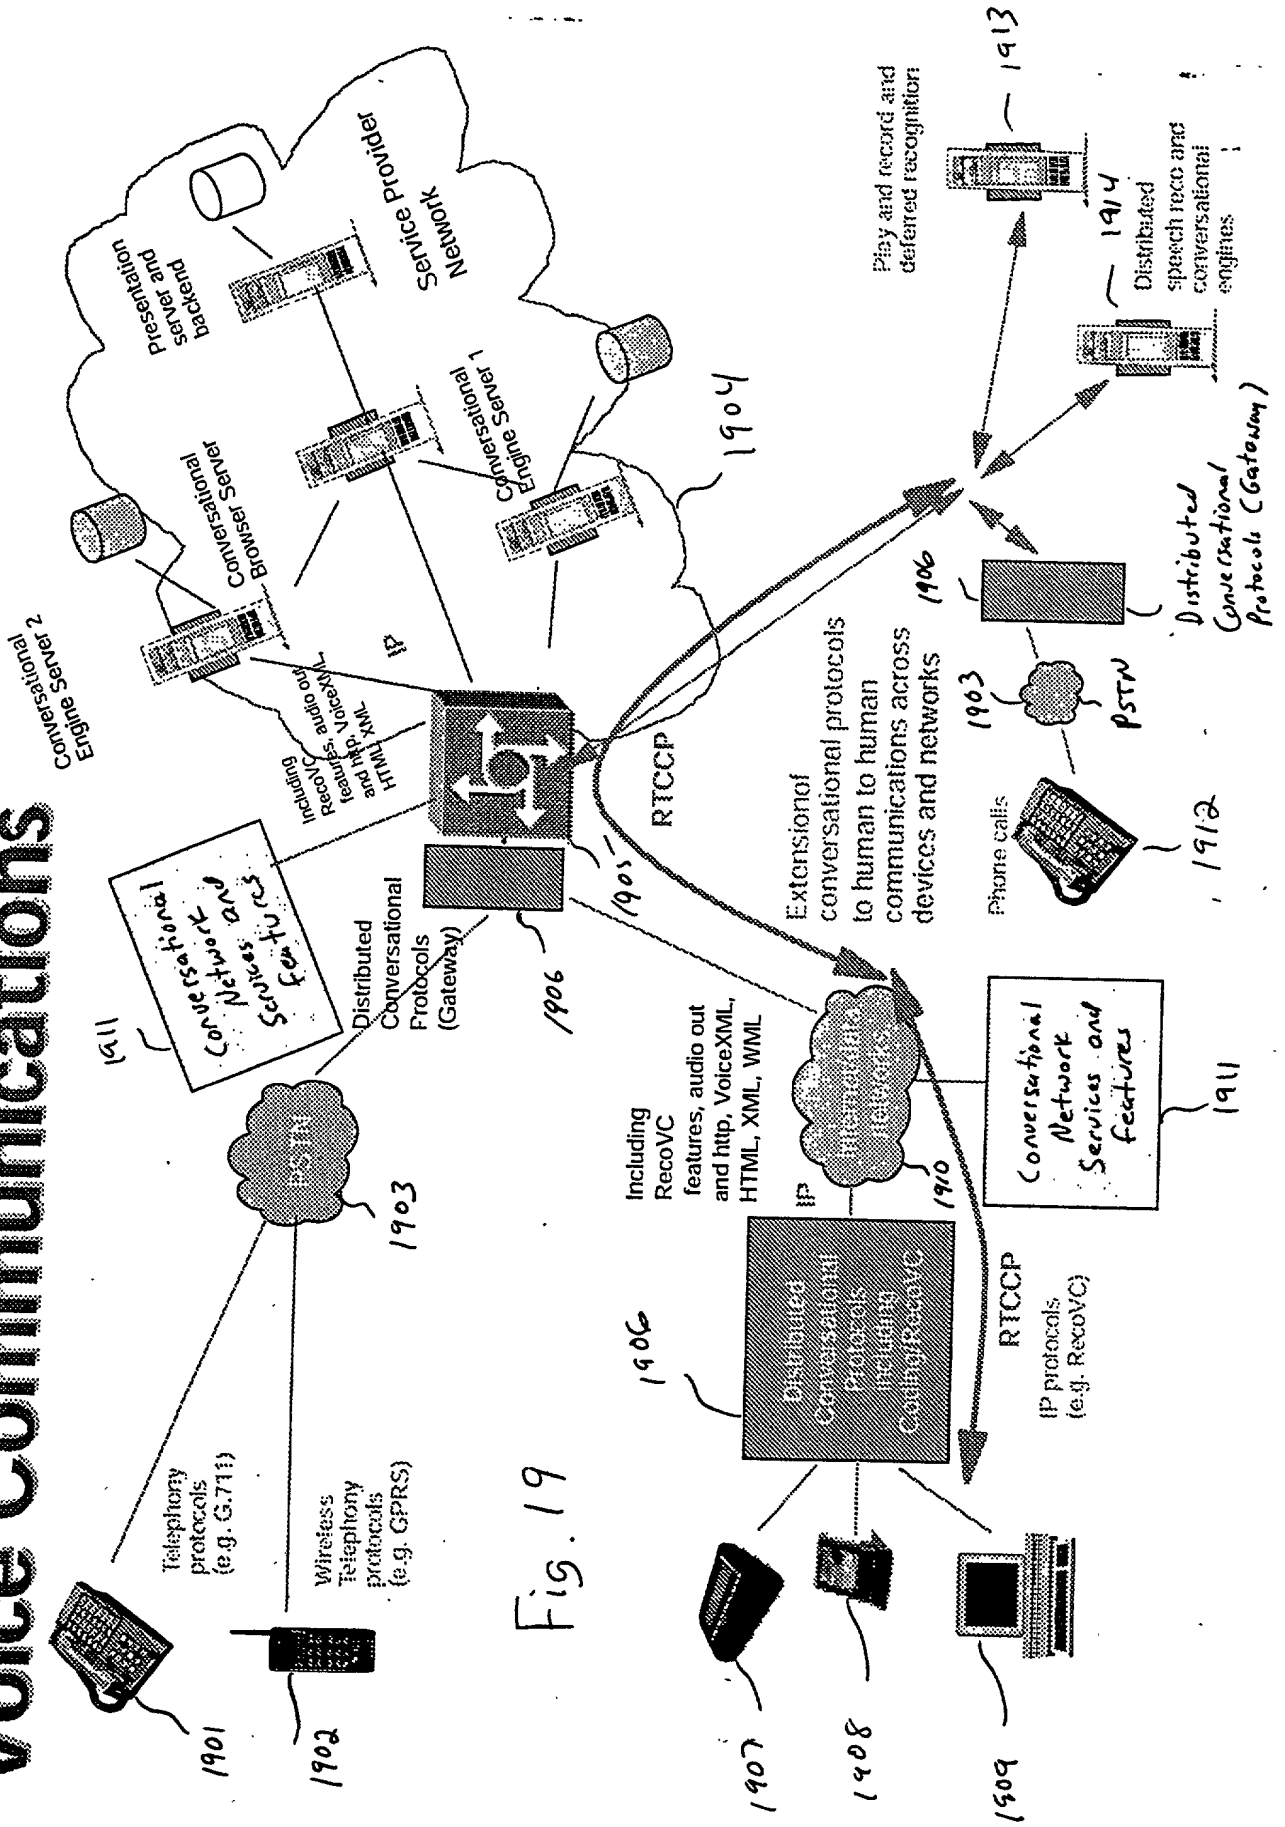 Voice Communications
Conversational
Engine Server 2
Conversational
Browser Server
Presentation
server and
backend
Service Provider
Network
Conversational
Engine Server 1
1904
IP
Including
RecoVC
features, audio out
and http, VoiceXML,
HTML, XML
1911
Conversational
Network
Services and
features
Distributed
Conversational
Protocols
(Gateway)
1906
1905
RTCCP
1901
Telephony
protocols
(e.g. G.711)
1902
Wireless
Telephony
protocols
(e.g. GPRS)
PSTN
1903
Fig. 19
1906
Distributed
Conversational
Protocols
Including
Coding/RecoVC
1907
1908
1909
Including
RecoVC
features, audio out
and http, VoiceXML,
HTML, XML, WML
IP
1910
networks
RTCCP
IP protocols
(e.g. RecoVC)
Conversational
Network
Services and
features
1911
Extensionof
conversational protocols
to human to human
communications across
devices and networks
Phone calls
1912
1903
PSTN
1906
Distributed
Conversational
Protocols (Gateway)
Play and record and
deferred recognition
1913
1914
Distributed
speech reco and
conversational
engines